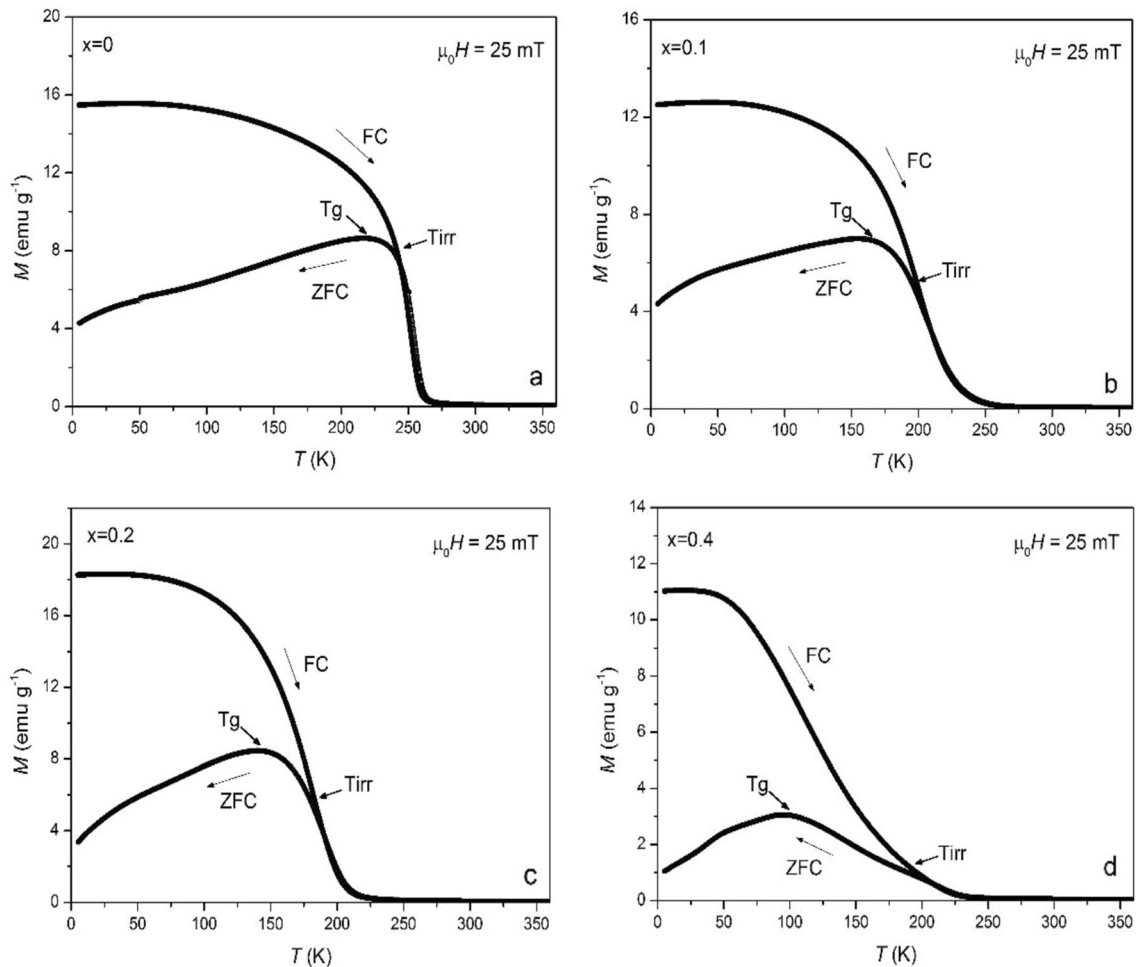 x=0
μ₀H = 25 mT
20
16
12
8
4
0
M (emu g⁻¹)
FC
Tg
Tirr
ZFC
a
0 50 100 150 200 250 300 350
T (K)
x=0.1
μ₀H = 25 mT
16
12
8
4
0
M (emu g⁻¹)
FC
Tg
Tirr
ZFC
b
0 50 100 150 200 250 300 350
T (K)
x=0.2
μ₀H = 25 mT
20
16
12
8
4
0
M (emu g⁻¹)
FC
Tg
Tirr
ZFC
c
0 50 100 150 200 250 300 350
T (K)
x=0.4
μ₀H = 25 mT
14
12
10
8
6
4
2
0
M (emu g⁻¹)
FC
Tg
Tirr
ZFC
d
0 50 100 150 200 250 300 350
T (K)